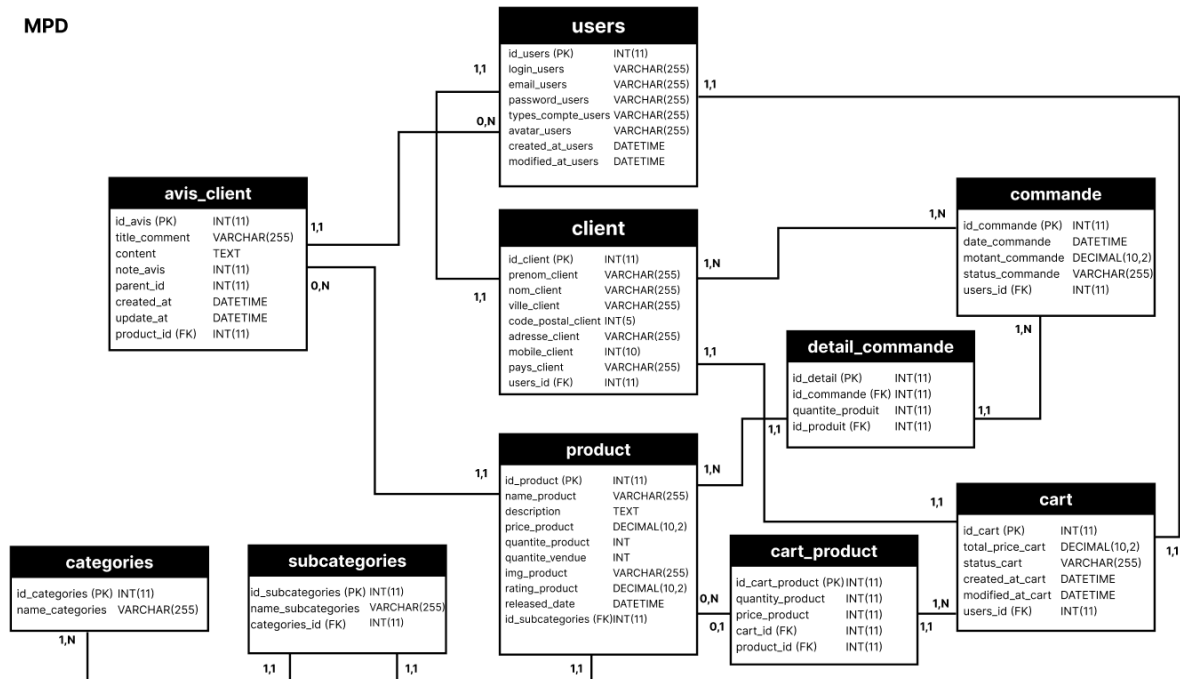 MPD
users
id_users (PK) INT(11)
login_users VARCHAR(255)
email_users VARCHAR(255)
password_users VARCHAR(255)
types_compte_users VARCHAR(255)
avatar_users VARCHAR(255)
created_at_users DATETIME
modified_at_users DATETIME
1,1
0,N
1,1
avis_client
id_avis (PK) INT(11)
title_comment VARCHAR(255)
content TEXT
note_avis INT(11)
parent_id INT(11)
created_at DATETIME
update_at DATETIME
product_id (FK) INT(11)
1,1
0,N
client
id_client (PK) INT(11)
prenom_client VARCHAR(255)
nom_client VARCHAR(255)
ville_client VARCHAR(255)
code_postal_client INT(5)
adresse_client VARCHAR(255)
mobile_client INT(10)
pays_client VARCHAR(255)
users_id (FK) INT(11)
1,1
1,N
1,1
commande
id_commande (PK) INT(11)
date_commande DATETIME
motant_commande DECIMAL(10,2)
status_commande VARCHAR(255)
users_id (FK) INT(11)
1,N
1,N
detail_commande
id_detail (PK) INT(11)
id_commande (FK) INT(11)
quantite_produit INT(11)
id_produit (FK) INT(11)
1,1
1,1
product
id_product (PK) INT(11)
name_product VARCHAR(255)
description TEXT
price_product DECIMAL(10,2)
quantite_product INT
quantite_vendue INT
img_product VARCHAR(255)
rating_product DECIMAL(10,2)
released_date DATETIME
id_subcategories (FK) INT(11)
1,1
1,N
0,N
0,1
1,1
cart
id_cart (PK) INT(11)
total_price_cart DECIMAL(10,2)
status_cart VARCHAR(255)
created_at_cart DATETIME
modified_at_cart DATETIME
users_id (FK) INT(11)
1,1
1,N
1,1
cart_product
id_cart_product (PK) INT(11)
quantity_product INT(11)
price_product INT(11)
cart_id (FK) INT(11)
product_id (FK) INT(11)
1,1
categories
id_categories (PK) INT(11)
name_categories VARCHAR(255)
1,N
subcategories
id_subcategories (PK) INT(11)
name_subcategories VARCHAR(255)
categories_id (FK) INT(11)
1,1
1,1